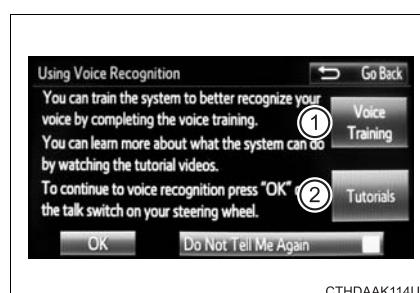 Using Voice Recognition
Go Back
You can train the system to better recognize your
voice by completing the voice training.
You can learn more about what the system can do
by watching the tutorial videos.
To continue to voice recognition press "OK"
the talk switch on your steering wheel.
1
Voice
Training
2
Tutorials
OK
Do Not Tell Me Again
CTHDAAK114U